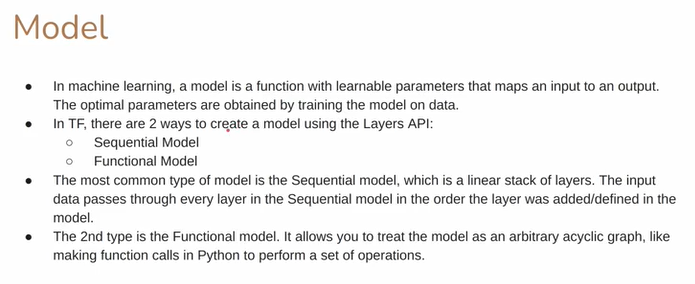 Model
● In machine learning, a model is a function with learnable parameters that maps an input to an output.
The optimal parameters are obtained by training the model on data.
● In TF, there are 2 ways to create a model using the Layers API:
○ Sequential Model
○ Functional Model
● The most common type of model is the Sequential model, which is a linear stack of layers. The input
data passes through every layer in the Sequential model in the order the layer was added/defined in the
model.
● The 2nd type is the Functional model. It allows you to treat the model as an arbitrary acyclic graph, like
making function calls in Python to perform a set of operations.